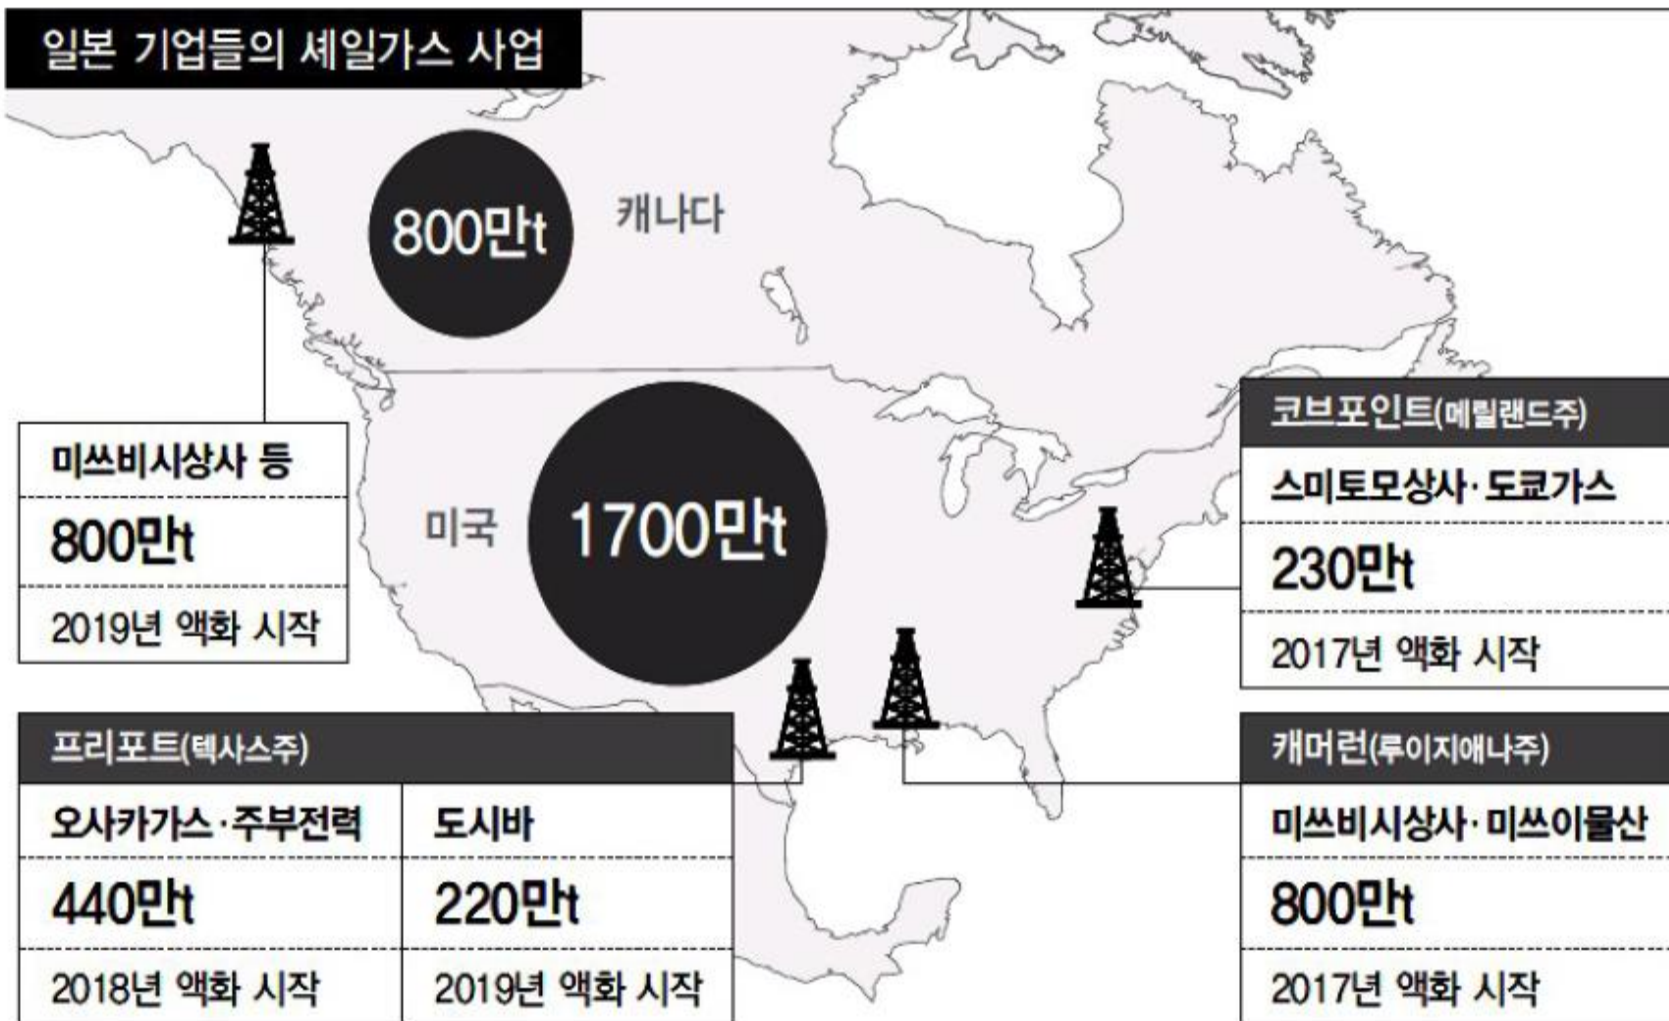 일본 기업들의 셰일가스 사업
800만t
캐나다
미국
1700만t
미쓰비시상사 등
800만t
2019년 액화 시작
코브포인트(메릴랜드주)
스미토모상사·도쿄가스
230만t
2017년 액화 시작
프리포트(텍사스주)
오사카가스·주부전력
440만t
2018년 액화 시작
도시바
220만t
2019년 액화 시작
캐머런(루이지애나주)
미쓰비시상사·미쓰이물산
800만t
2017년 액화 시작